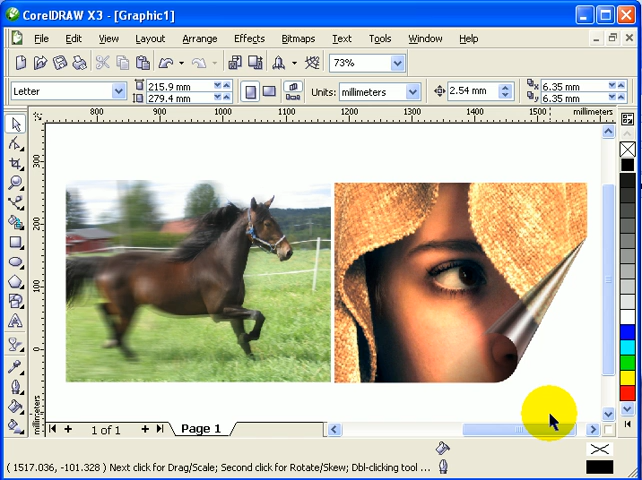 CorelDRAW X3 - [Graphic1]
File Edit View Layout Arrange Effects Bitmaps Text Tools Window Help
73%
Letter 215.9 mm 279.4 mm Units: millimeters 2.54 mm 6.35 mm 6.35 mm
800 900 1000 1100 1200 1300 1400 1500 millimeters
300
200
100
0
millimeters
1 of 1 Page 1
( 1517.036, -101.328 ) Next click for Drag/Scale; Second click for Rotate/Skew; Dbl-clicking tool ...